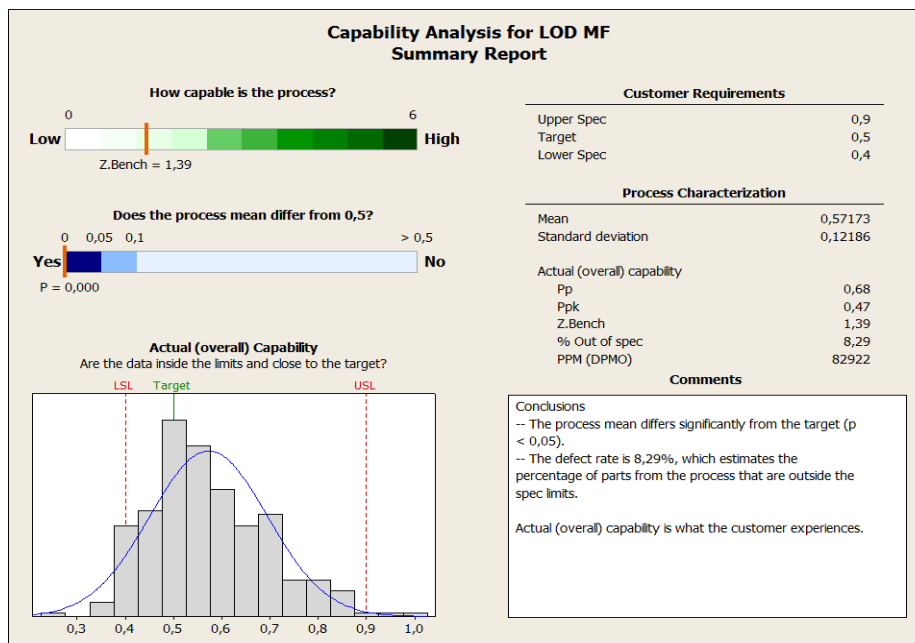 Capability Analysis for LOD MF
Summary Report
How capable is the process?
0 6
Low High
Z.Bench = 1,39
Does the process mean differ from 0,5?
0 0,05 0,1 > 0,5
Yes No
P = 0,000
Actual (overall) Capability
Are the data inside the limits and close to the target?
LSL Target USL
0,3 0,4 0,5 0,6 0,7 0,8 0,9 1,0
Customer Requirements
Upper Spec 0,9
Target 0,5
Lower Spec 0,4
Process Characterization
Mean 0,57173
Standard deviation 0,12186
Actual (overall) capability
Pp 0,68
Ppk 0,47
Z.Bench 1,39
% Out of spec 8,29
PPM (DPMO) 82922
Comments
Conclusions
-- The process mean differs significantly from the target (p
< 0,05).
-- The defect rate is 8,29%, which estimates the
percentage of parts from the process that are outside the
spec limits.
Actual (overall) capability is what the customer experiences.